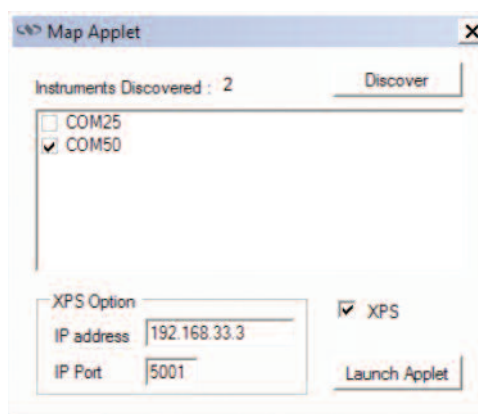 Map Applet
Instruments Discovered : 2
Discover
COM25
COM50
XPS Option
IP address 192.168.33.3
IP Port 5001
XPS
Launch Applet